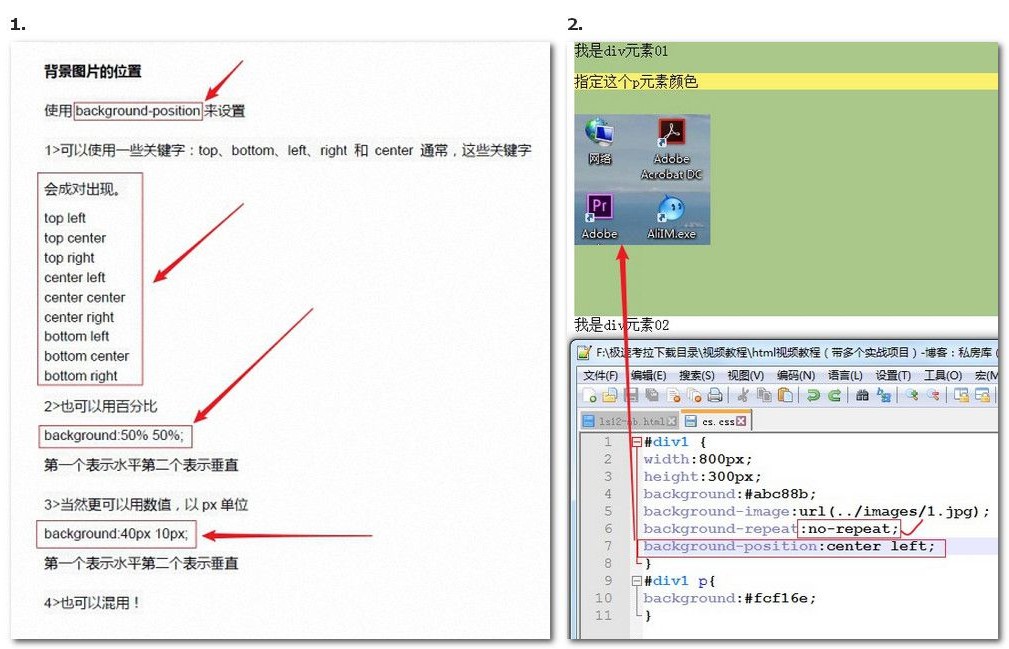 1.
背景图片的位置
使用background-position来设置
1>可以使用一些关键字：top、bottom、left、right 和 center 通常，这些关键字
会成对出现。
top left
top center
top right
center left
center center
center right
bottom left
bottom center
bottom right
2>也可以用百分比
background:50% 50%;
第一个表示水平第二个表示垂直
3>当然更可以用数值，以 px 单位
background:40px 10px;
第一个表示水平第二个表示垂直
4>也可以混用！
2.
我是div元素01
指定这个p元素颜色
网络
Adobe
Acrobat DC
Pr
Adobe
AliIM.exe
我是div元素02
F:\极速考拉下载目录\视频教程\html视频教程（带多个实战项目）-博客：私房库（
文件(F) 编辑(E) 搜索(S) 视图(V) 编码(N) 语言(L) 设置(T) 工具(O) 宏(M
cs.css
1 #div1 {
2 width:800px;
3 height:300px;
4 background:#abc88b;
5 background-image:url(../images/1.jpg);
6 background-repeat:no-repeat;
7 background-position:center left;
8 }
9 #div1 p{
10 background:#fcf16e;
11 }